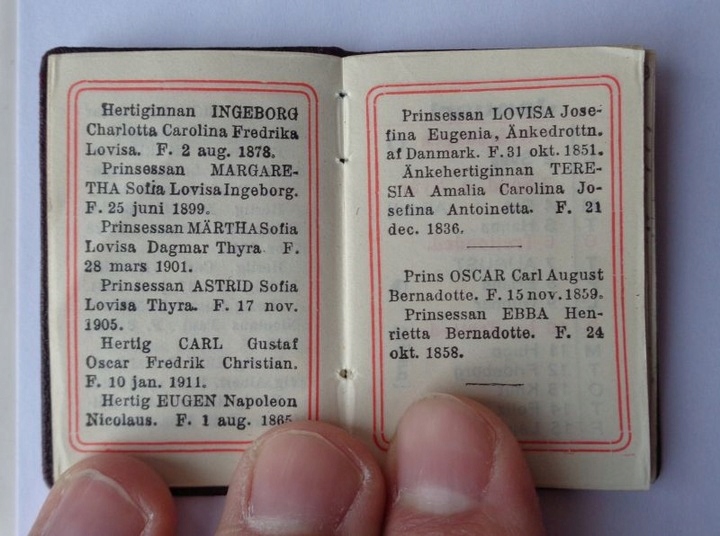 Hertiginnan INGEBORG
Charlotta Carolina Fredrika
Lovisa. F. 2 aug. 1878.
Prinsessan MARGARE-
THA Sofia Lovisa Ingeborg.
F. 25 juni 1899.
Prinsessan MÄRTHA Sofia
Lovisa Dagmar Thyra. F.
28 mars 1901.
Prinsessan ASTRID Sofia
Lovisa Thyra. F. 17 nov.
1905.
Hertig CARL Gustaf
Oscar Fredrik Christian.
F. 10 jan. 1911.
Hertig EUGEN Napoleon
Nicolaus. F. 1 aug. 1865.
Prinsessan LOVISA Jose-
fina Eugenia, Änkedrottn.
af Danmark. F. 31 okt. 1851.
Änkehertiginnan TERE-
SIA Amalia Carolina Jo-
sefina Antoinetta. F. 21
dec. 1836.
Prins OSCAR Carl August
Bernadotte. F. 15 nov. 1859.
Prinsessan EBBA Hen-
rietta Bernadotte. F. 24
okt. 1858.